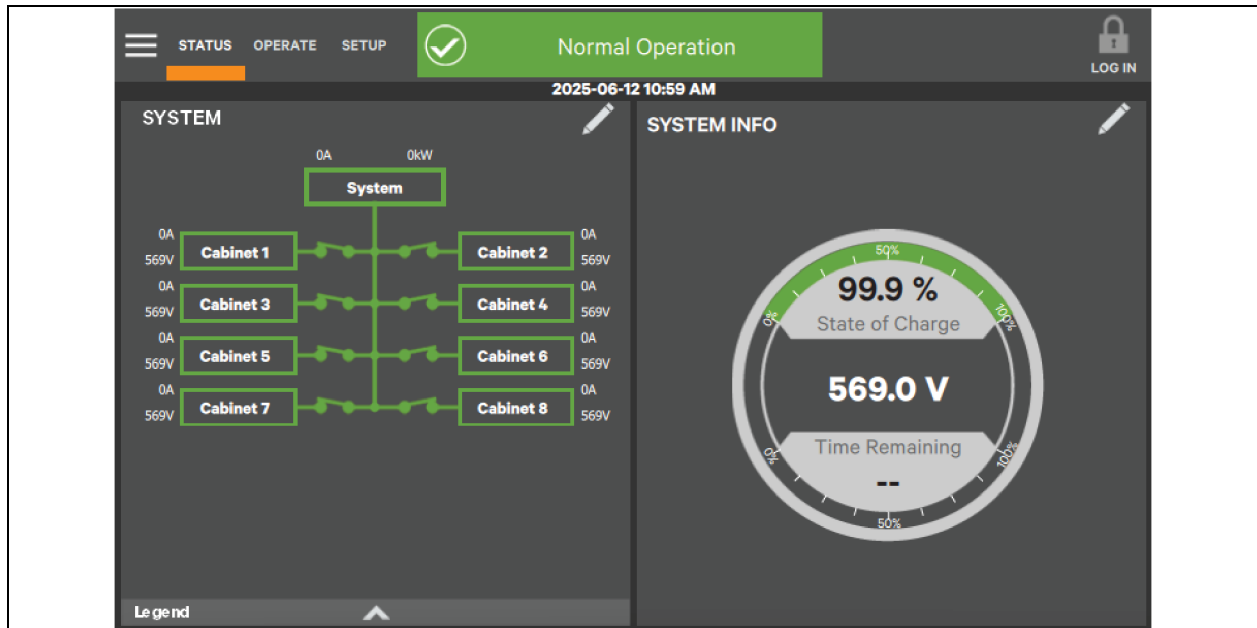 STATUS OPERATE SETUP Normal Operation LOG IN
2025-06-12 10:59 AM
SYSTEM
0A 0kW
System
0A Cabinet 1 569V
Cabinet 2 0A 569V
0A Cabinet 3 569V
Cabinet 4 0A 569V
0A Cabinet 5 569V
Cabinet 6 0A 569V
0A Cabinet 7 569V
Cabinet 8 0A 569V
Legend
SYSTEM INFO
50%
99.9 %
State of Charge
0% 100%
569.0 V
Time Remaining
0% 100%
--
50%